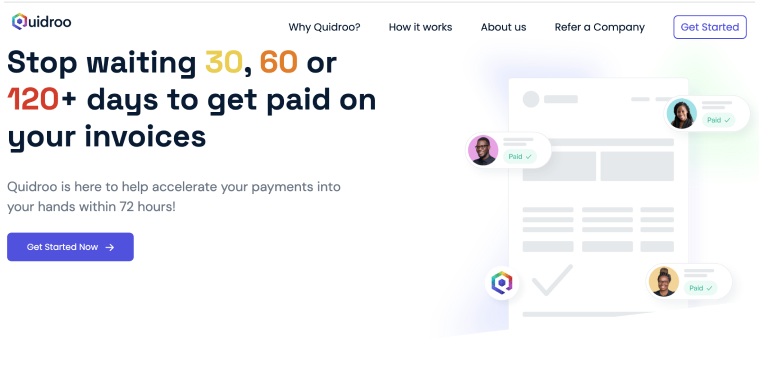 Quidroo
Why Quidroo?
How it works
About us
Refer a Company
Get Started
Stop waiting 30, 60 or
120+ days to get paid on
your invoices
Quidroo is here to help accelerate your payments into
your hands within 72 hours!
Get Started Now →
Paid ✓
Paid ✓
Paid ✓